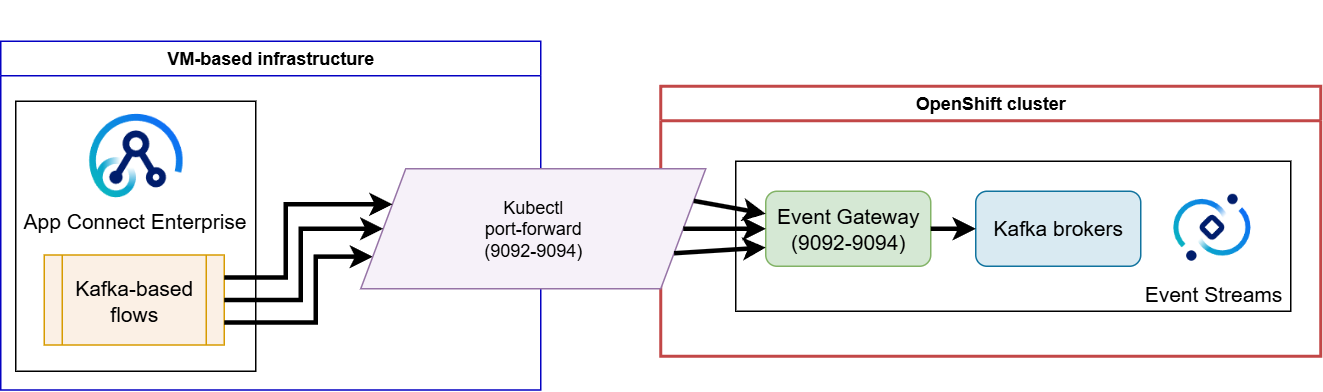 VM-based infrastructure
App Connect Enterprise
Kafka-based
flows
Kubectl
port-forward
(9092-9094)
OpenShift cluster
Event Gateway
(9092-9094)
Kafka brokers
Event Streams